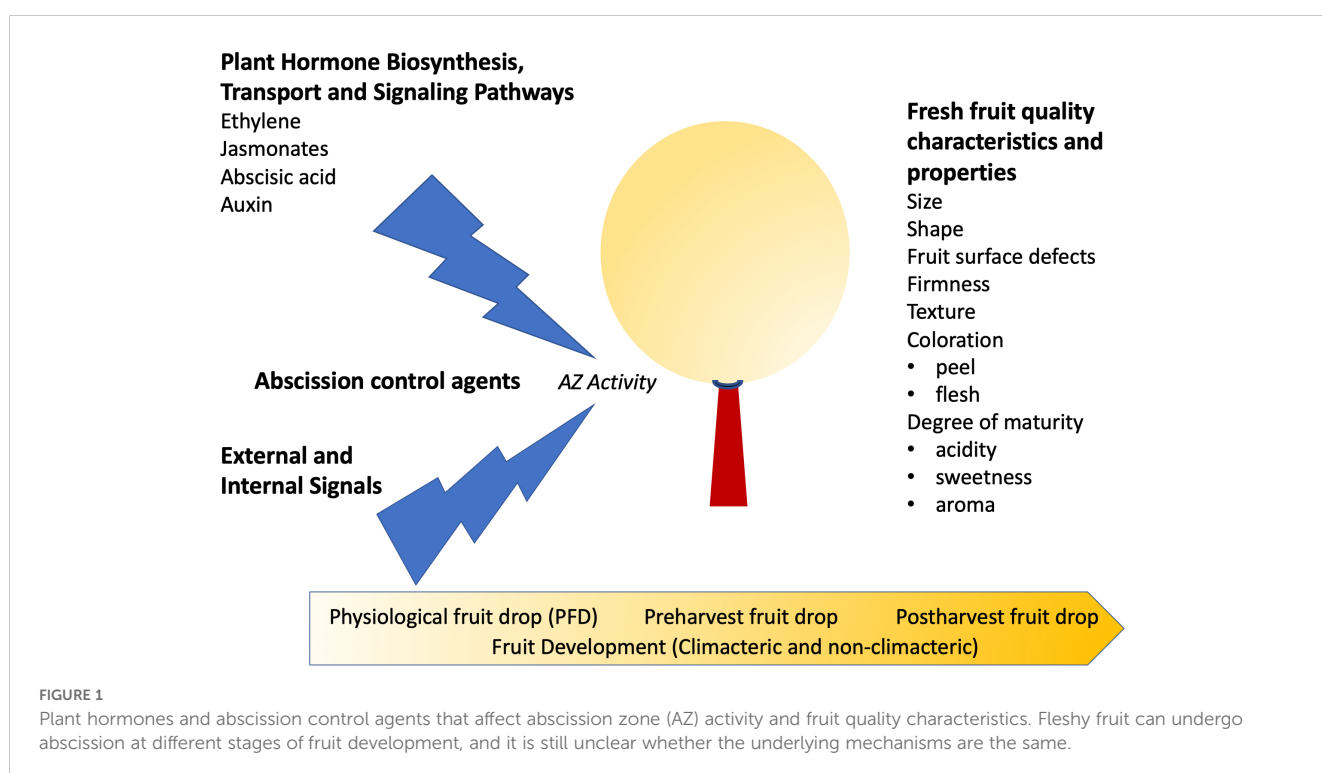 Plant Hormone Biosynthesis,
Transport and Signaling Pathways
Ethylene
Jasmonates
Abscisic acid
Auxin
Abscission control agents
AZ Activity
External and
Internal Signals
Fresh fruit quality
characteristics and
properties
Size
Shape
Fruit surface defects
Firmness
Texture
Coloration
• peel
• flesh
Degree of maturity
• acidity
• sweetness
• aroma
Physiological fruit drop (PFD) Preharvest fruit drop Postharvest fruit drop
Fruit Development (Climacteric and non-climacteric)
FIGURE 1
Plant hormones and abscission control agents that affect abscission zone (AZ) activity and fruit quality characteristics. Fleshy fruit can undergo
abscission at different stages of fruit development, and it is still unclear whether the underlying mechanisms are the same.